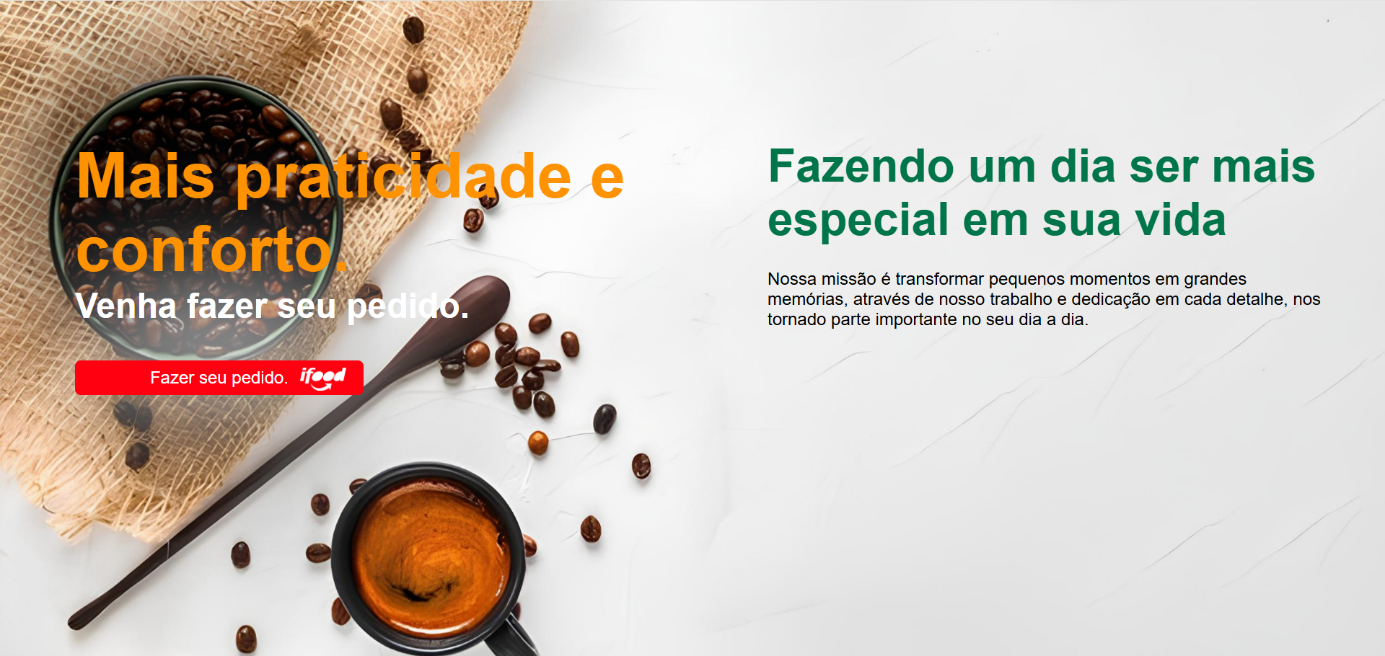 Mais praticidade e
conforto.
Venha fazer seu pedido.
Fazer seu pedido. ifood
Fazendo um dia ser mais
especial em sua vida
Nossa missão é transformar pequenos momentos em grandes
memórias, através de nosso trabalho e dedicação em cada detalhe, nos
tornado parte importante no seu dia a dia.